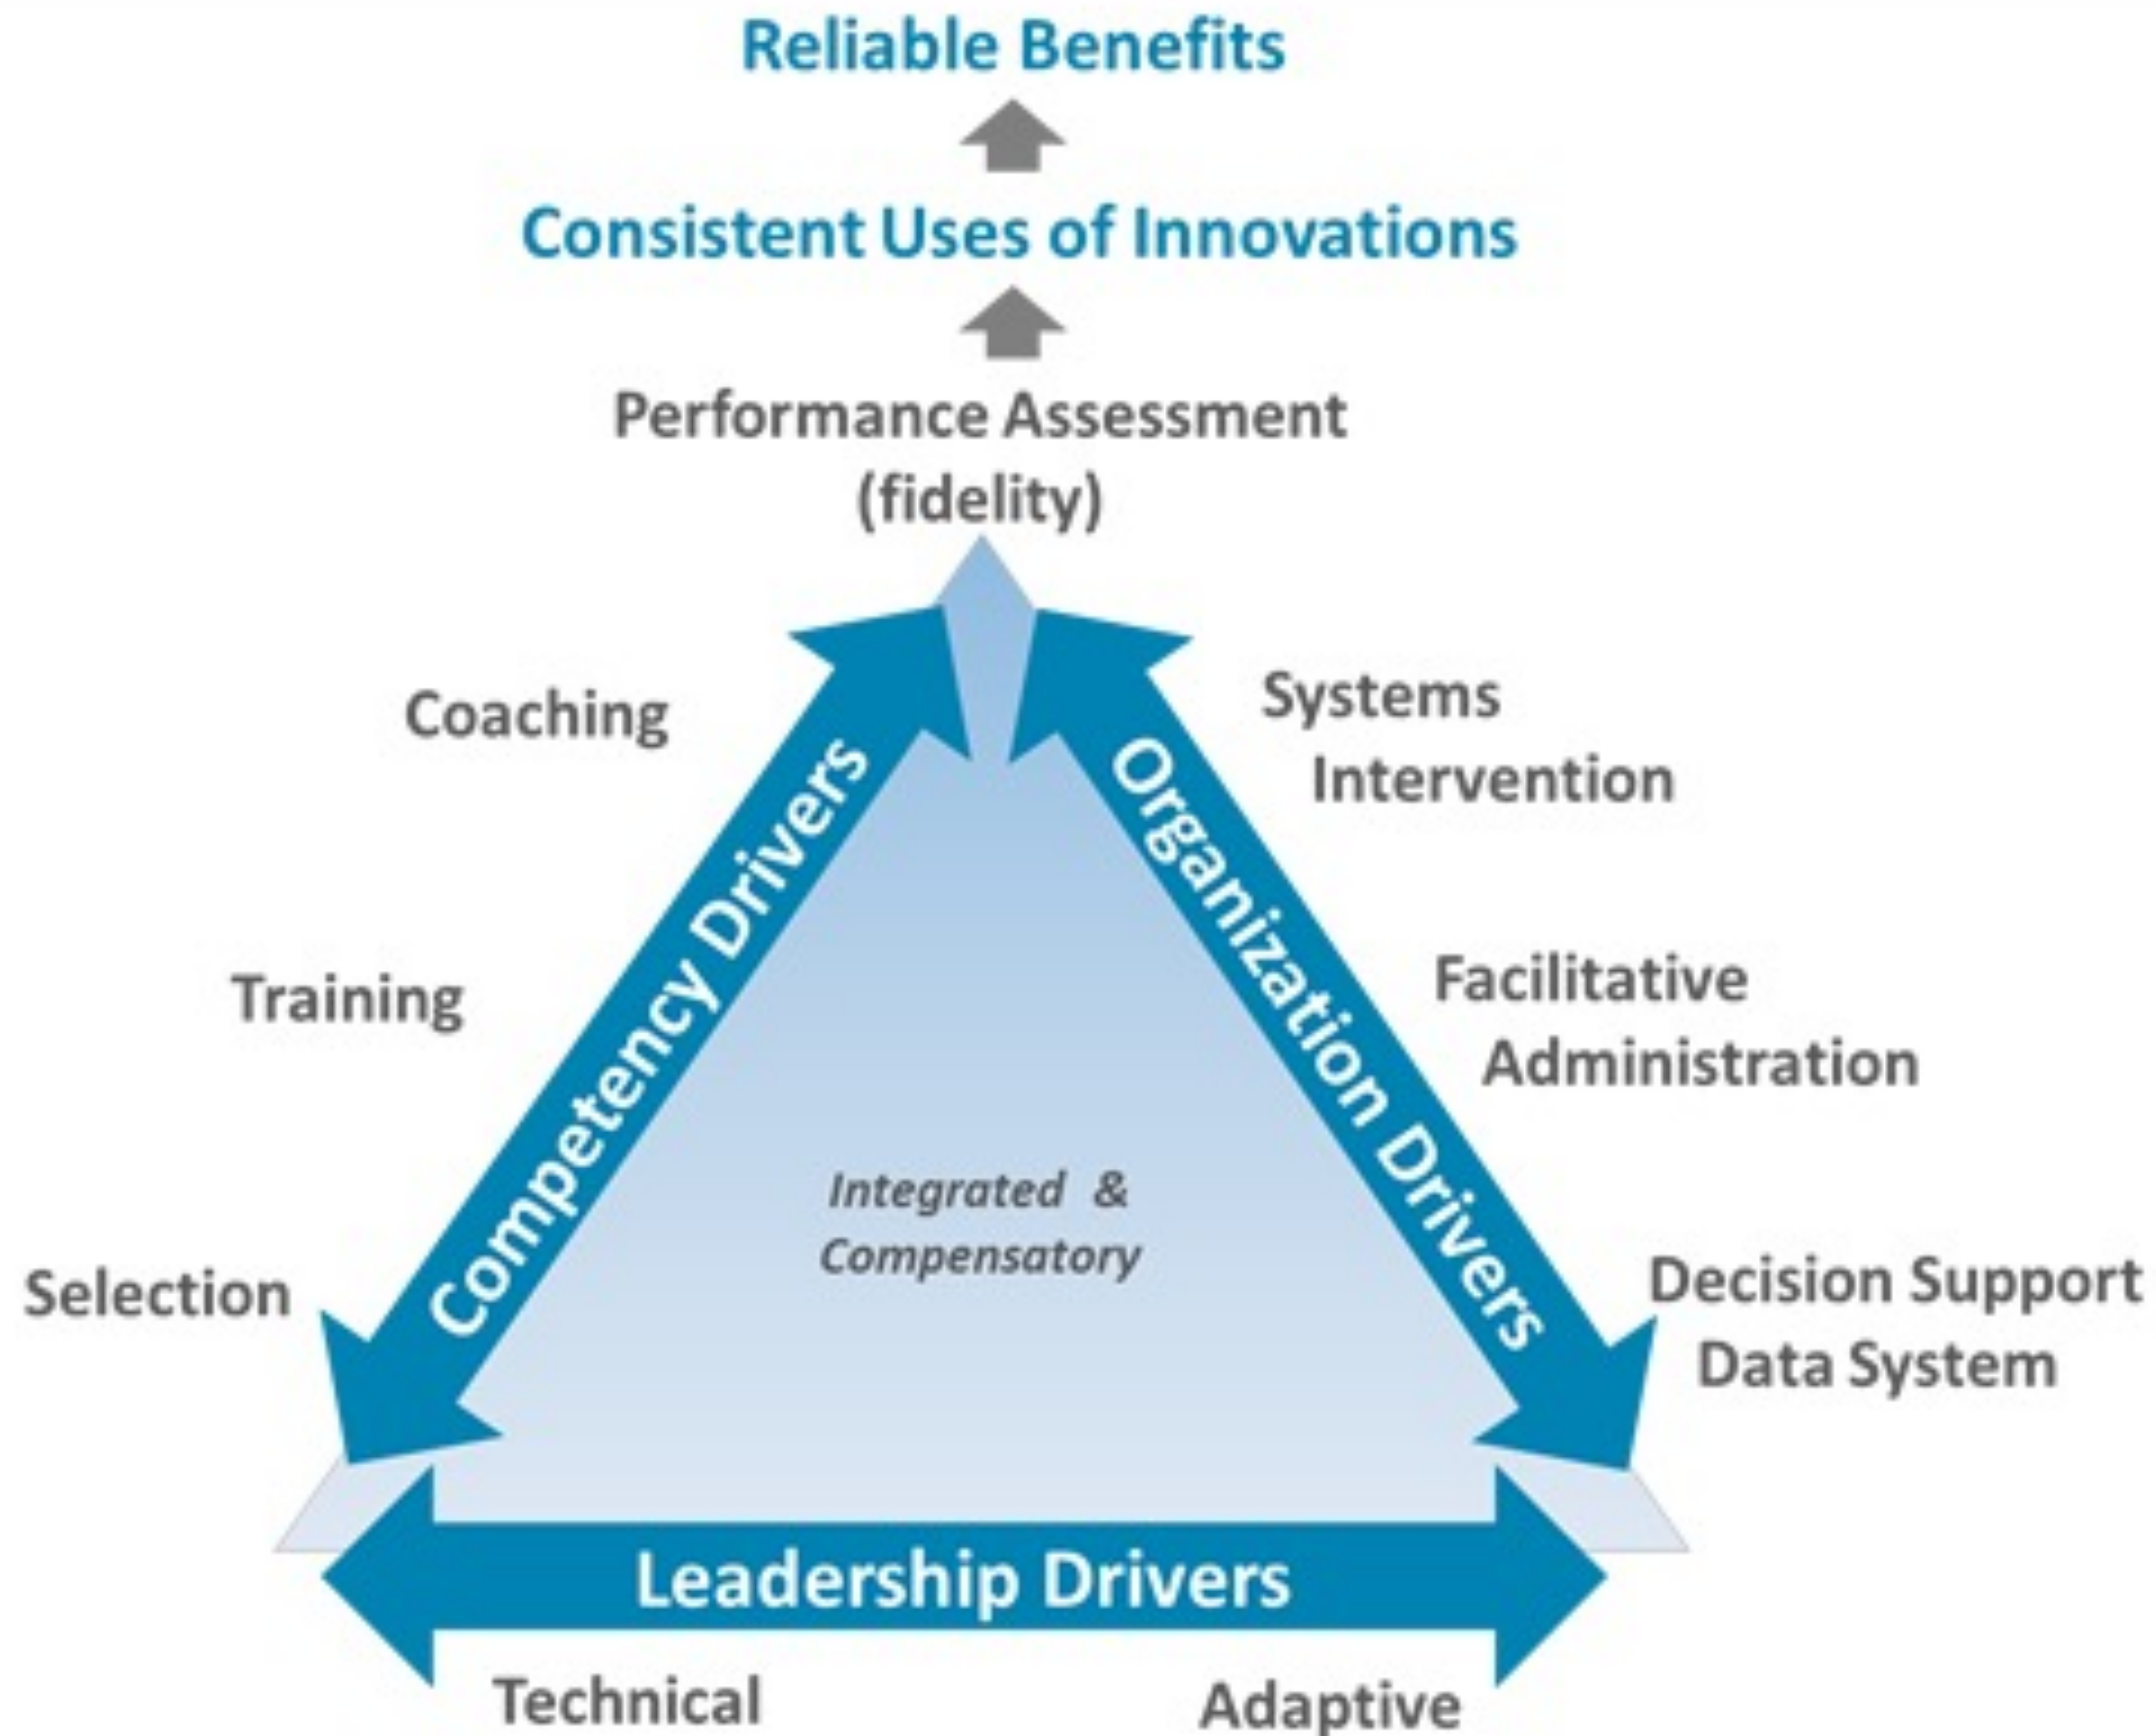 Reliable Benefits
Consistent Uses of Innovations
Performance Assessment
(fidelity)
Coaching
Training
Selection
Competency Drivers
Organization Drivers
Systems
Intervention
Facilitative
Administration
Decision Support
Data System
Integrated &
Compensatory
Leadership Drivers
Technical
Adaptive